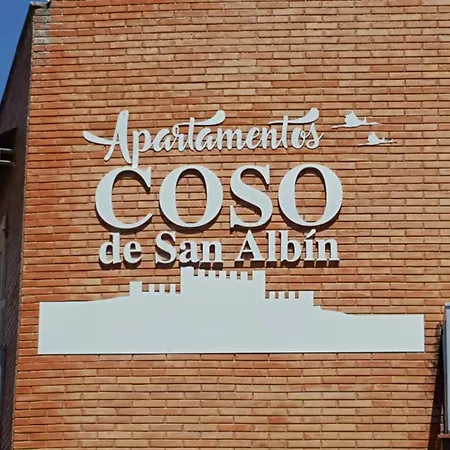 Apartamentos
COSO
de San Albín